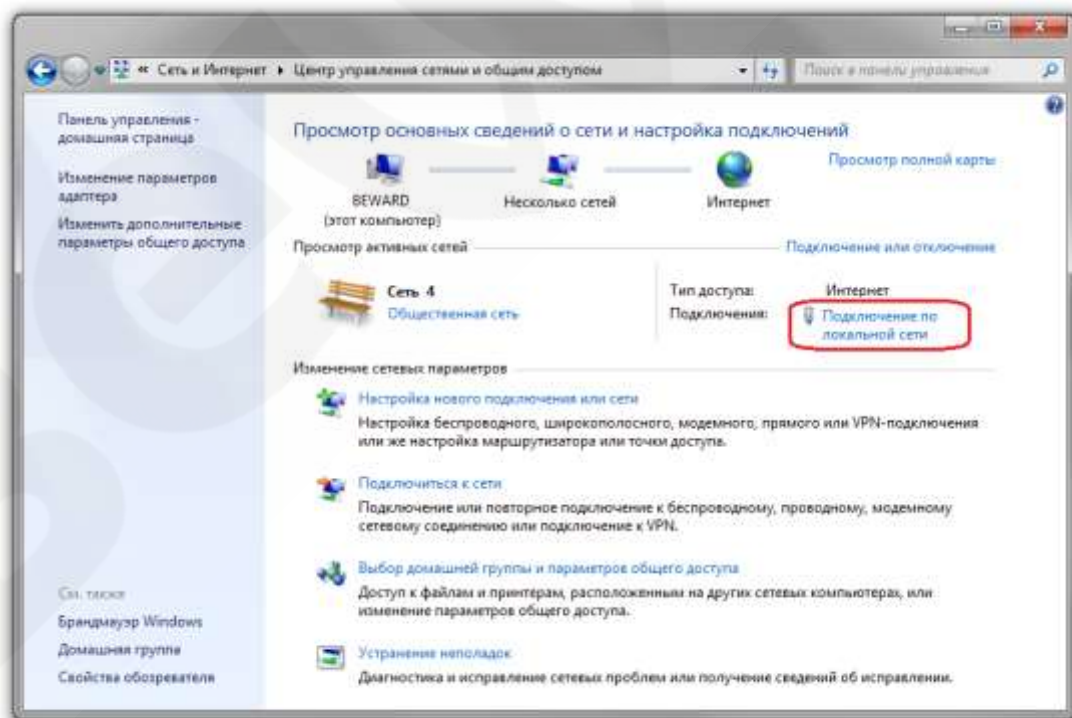 « Сеть и Интернет ▸ Центр управления сетями и общим доступом
Поиск в панели управления
Панель управления -
домашняя страница
Изменение параметров
адаптера
Изменить дополнительные
параметры общего доступа
Просмотр основных сведений о сети и настройка подключений
Просмотр полной карты
BEWARD
(этот компьютер)
Несколько сетей
Интернет
Просмотр активных сетей
Подключение или отключение
Сеть 4
Общественная сеть
Тип доступа: Интернет
Подключения: Подключение по
локальной сети
Изменение сетевых параметров
Настройка нового подключения или сети
Настройка беспроводного, широкополосного, модемного, прямого или VPN-подключения
или же настройка маршрутизатора или точки доступа.
Подключиться к сети
Подключение или повторное подключение к беспроводному, проводному, модемному
сетевому соединению или подключение к VPN.
Выбор домашней группы и параметров общего доступа
Доступ к файлам и принтерам, расположенным на других сетевых компьютерах, или
изменение параметров общего доступа.
Устранение неполадок
Диагностика и исправление сетевых проблем или получение сведений об исправлении.
См. также
Брандмауэр Windows
Домашняя группа
Свойства обозревателя